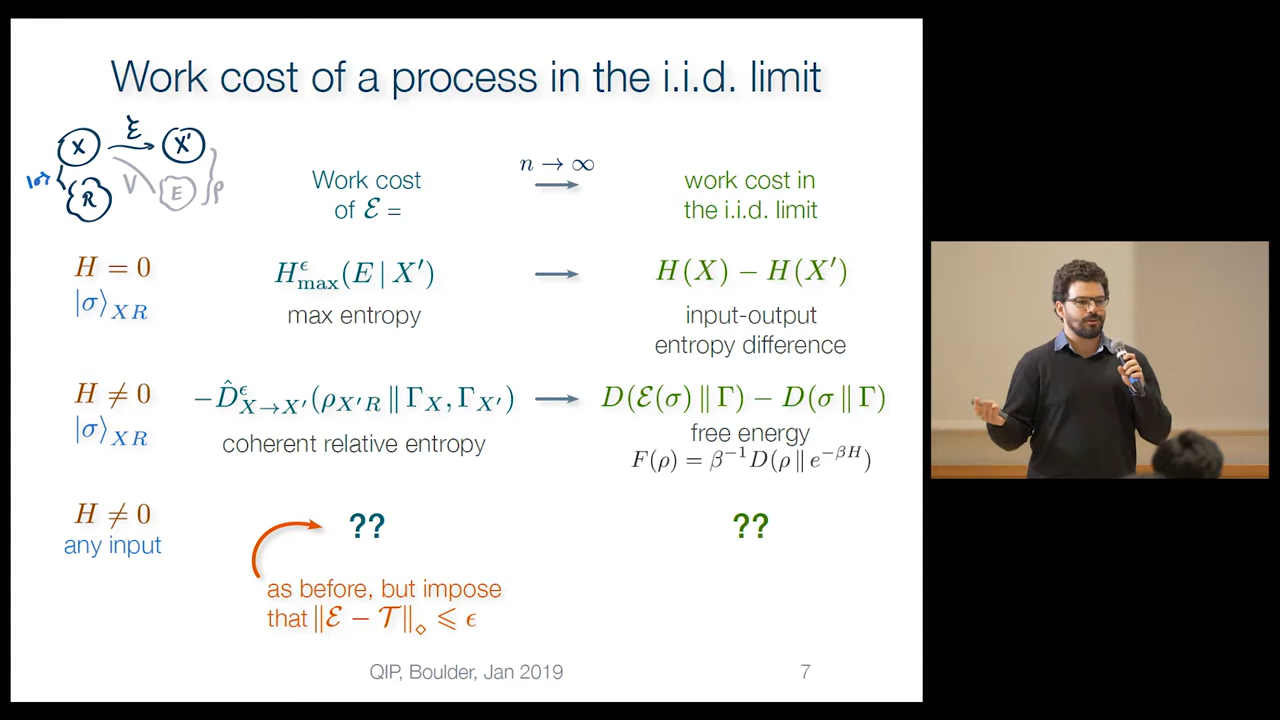 Work cost of a process in the i.i.d. limit
X ℰ X'
|σ⟩ R V E ρ
Work cost
of ℰ =
n → ∞
work cost in
the i.i.d. limit
H = 0
|σ⟩_XR
H^ϵ_max(E | X′)
max entropy
H(X) − H(X′)
input-output
entropy difference
H ≠ 0
|σ⟩_XR
−D̂^ϵ_X→X′(ρ_X′R ∥ Γ_X, Γ_X′)
coherent relative entropy
D(ℰ(σ) ∥ Γ) − D(σ ∥ Γ)
free energy
F(ρ) = β⁻¹D(ρ ∥ e^−βH)
H ≠ 0
any input
??
??
as before, but impose
that ∥ℰ − 𝒯∥_⋄ ⩽ ϵ
QIP, Boulder, Jan 2019
7